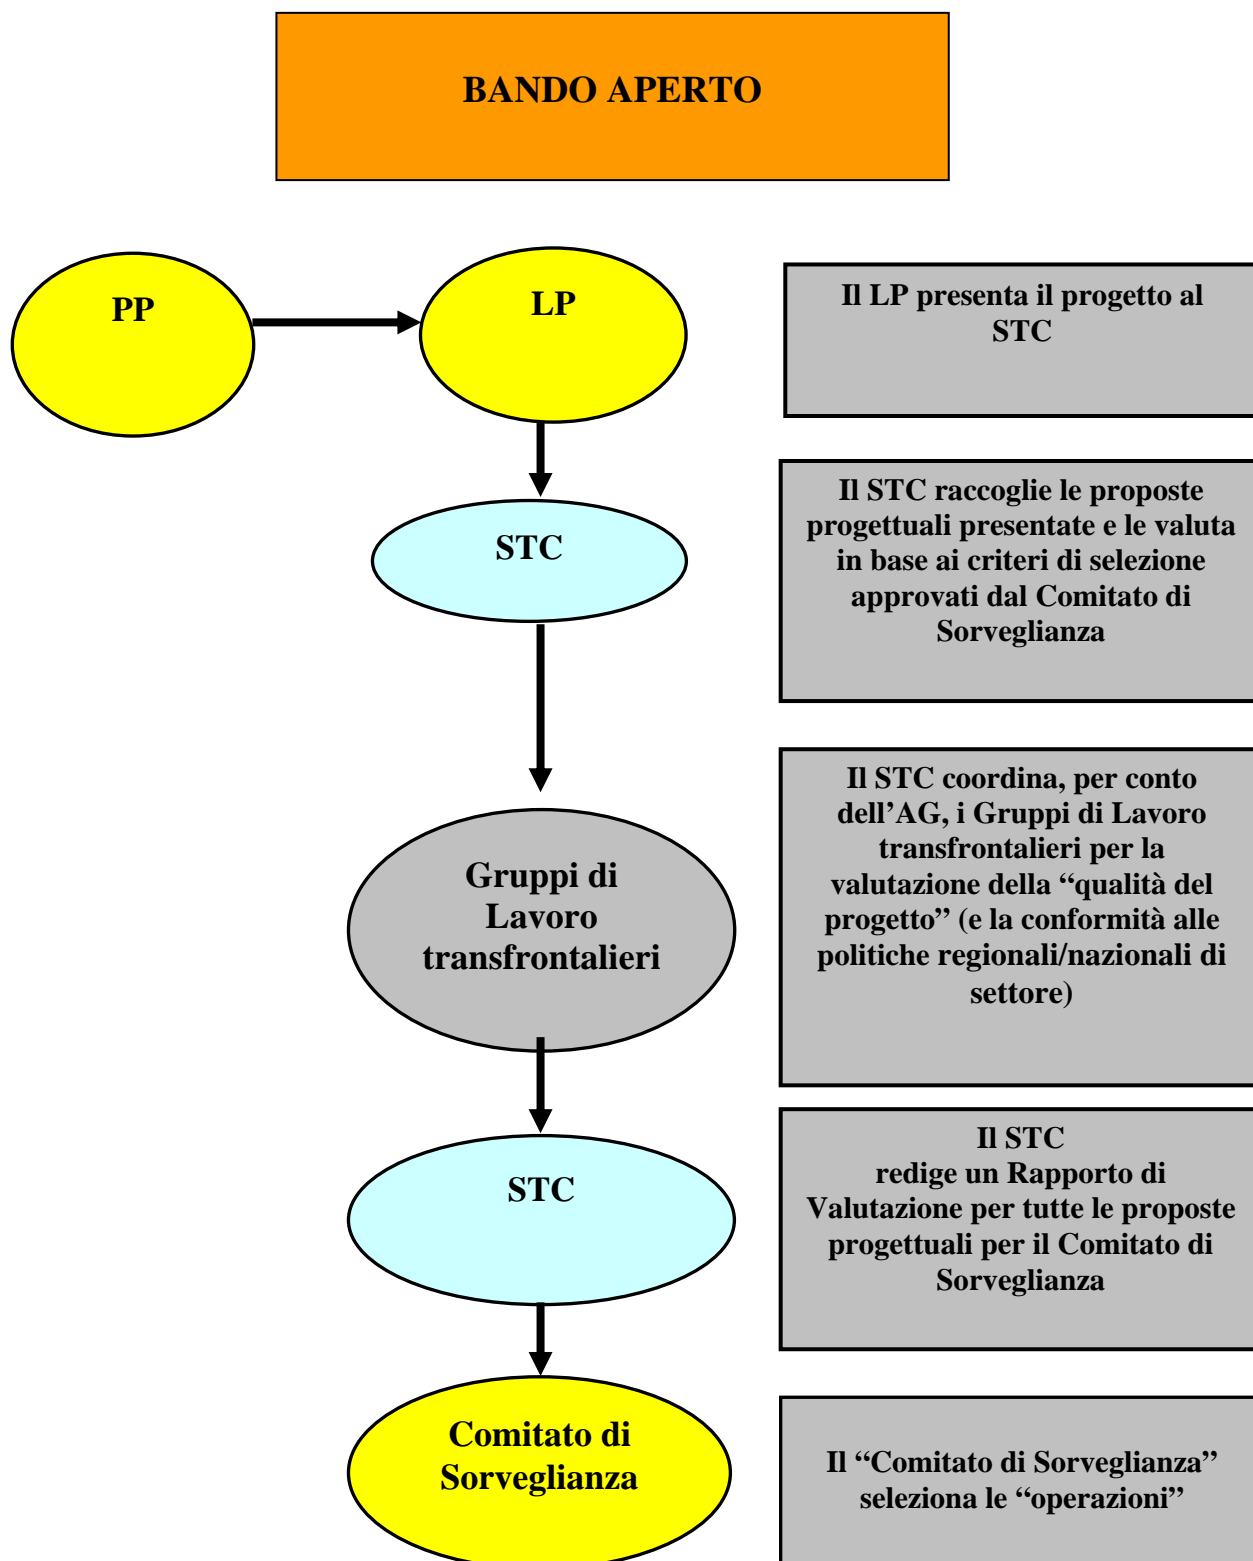 BANDO APERTO
PP
LP
Il LP presenta il progetto al
STC
STC
Il STC raccoglie le proposte
progettuali presentate e le valuta
in base ai criteri di selezione
approvati dal Comitato di
Sorveglianza
Gruppi di
Lavoro
transfrontalieri
Il STC coordina, per conto
dell’AG, i Gruppi di Lavoro
transfrontalieri per la
valutazione della “qualità del
progetto” (e la conformità alle
politiche regionali/nazionali di
settore)
STC
Il STC
redige un Rapporto di
Valutazione per tutte le proposte
progettuali per il Comitato di
Sorveglianza
Comitato di
Sorveglianza
Il “Comitato di Sorveglianza”
seleziona le “operazioni”